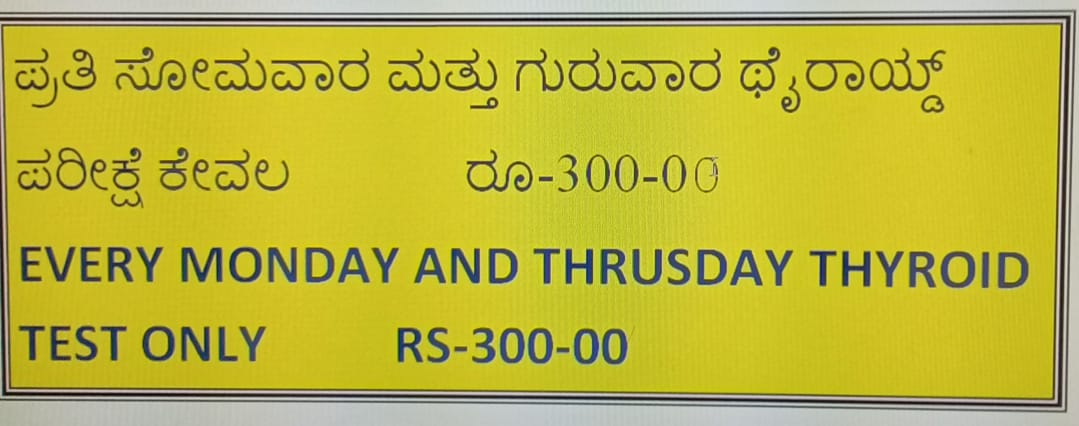 ಪ್ರತಿ ಸೋಮವಾರ ಮತ್ತು ಗುರುವಾರ ಥೈರಾಯ್ಡ್
ಪರೀಕ್ಷೆ ಕೇವಲ ರೂ-300-00
EVERY MONDAY AND THRUSDAY THYROID
TEST ONLY RS-300-00